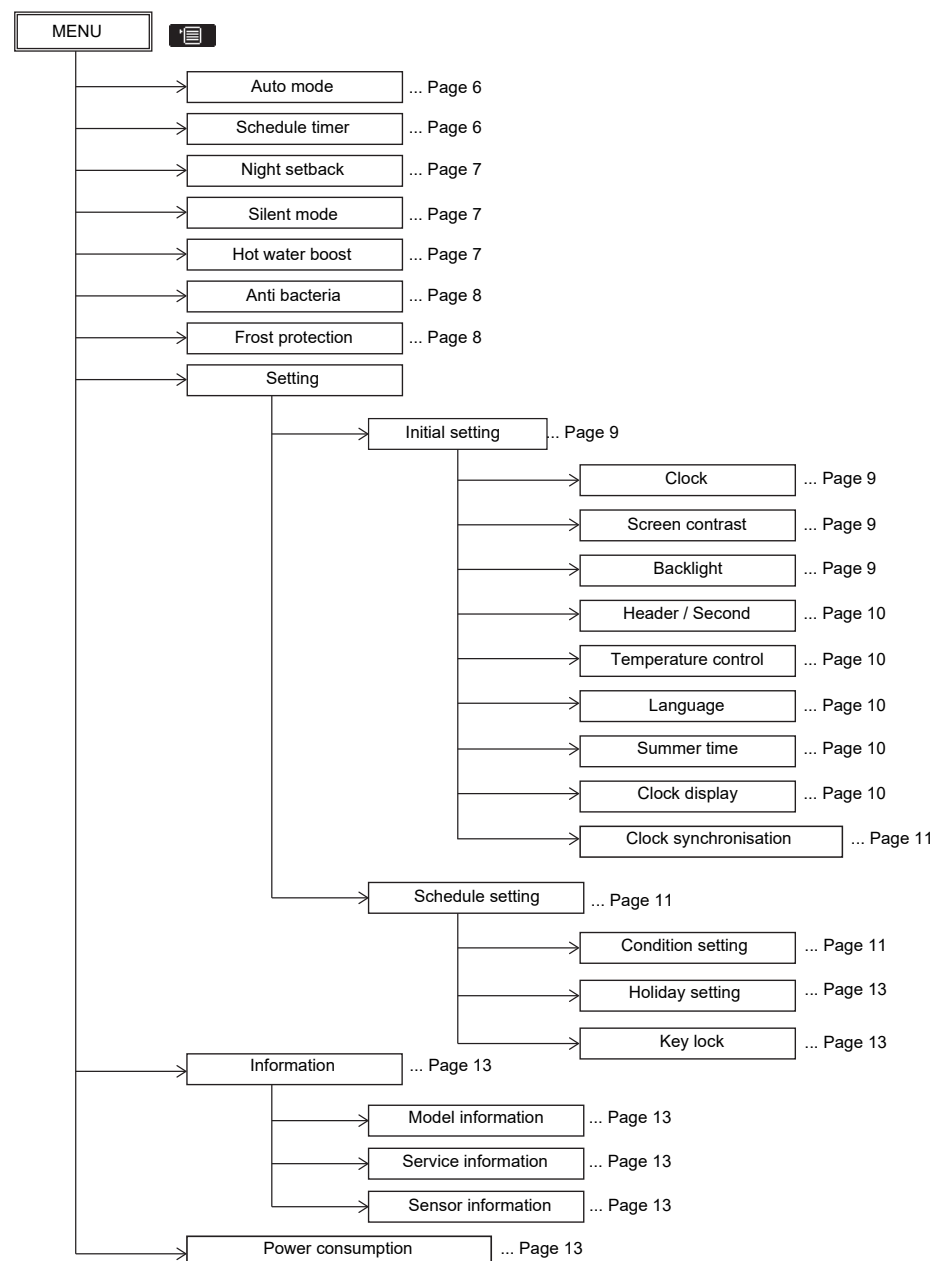 MENU
Auto mode ... Page 6
Schedule timer ... Page 6
Night setback ... Page 7
Silent mode ... Page 7
Hot water boost ... Page 7
Anti bacteria ... Page 8
Frost protection ... Page 8
Setting
Initial setting ... Page 9
Clock ... Page 9
Screen contrast ... Page 9
Backlight ... Page 9
Header / Second ... Page 10
Temperature control ... Page 10
Language ... Page 10
Summer time ... Page 10
Clock display ... Page 10
Clock synchronisation ... Page 11
Schedule setting ... Page 11
Condition setting ... Page 11
Holiday setting ... Page 13
Key lock ... Page 13
Information ... Page 13
Model information ... Page 13
Service information ... Page 13
Sensor information ... Page 13
Power consumption ... Page 13